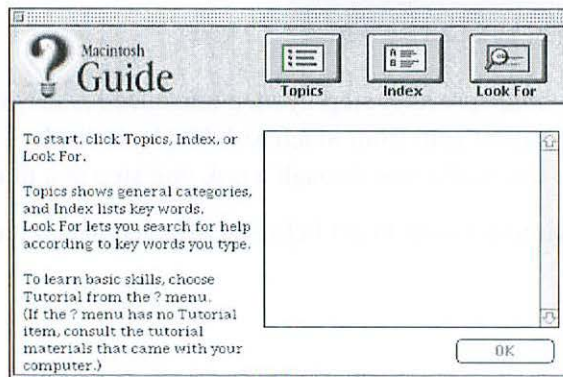 Macintosh
Guide
Topics
Index
Look For
To start, click Topics, Index, or
Look For.
Topics shows general categories,
and Index lists key words.
Look For lets you search for help
according to key words you type.
To learn basic skills, choose
Tutorial from the ? menu.
(If the ? menu has no Tutorial
item, consult the tutorial
materials that came with your
computer.)
OK